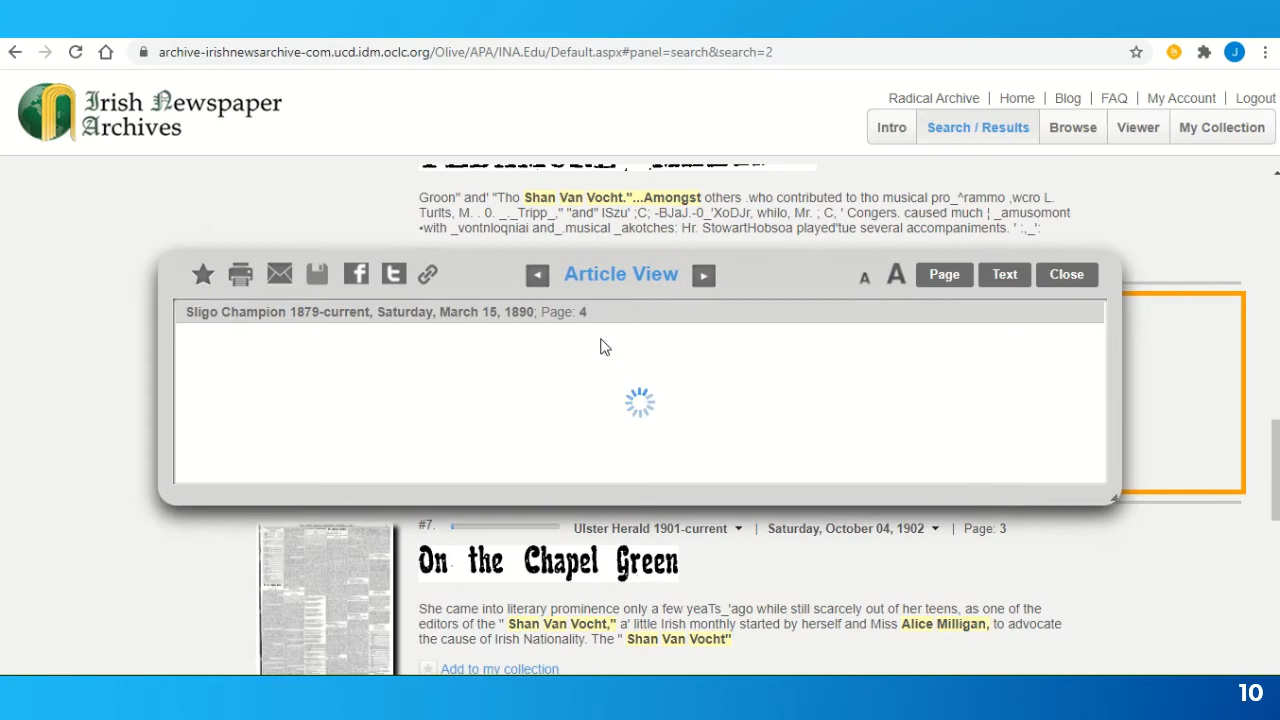 archive-irishnewsarchive-com.ucd.idm.oclc.org/Olive/APA/INA.Edu/Default.aspx#panel=search&search=2
J
Irish Newspaper
Archives
Radical Archive | Home | Blog | FAQ | My Account | Logout
Intro Search / Results Browse Viewer My Collection
Groon" and' "Tho Shan Van Vocht."...Amongst others .who contributed to tho musical pro_^rammo ,wcro L.
Turlts, M. . 0. _._Tripp_," "and" ISzu' ;C; -BJaJ.-0_'XoDJr, whilo, Mr. ; C, ' Congers. caused much ¦ _amusomont
•with _vontnloqniai and_.musical _akotches: Hr. StowartHobsoa played'tue several accompaniments. ' :,_':
Article View
A A Page Text Close
Sligo Champion 1879-current, Saturday, March 15, 1890; Page: 4
#7. Ulster Herald 1901-current | Saturday, October 04, 1902 | Page: 3
On the Chapel Green
She came into literary prominence only a few yeaTs_'ago while still scarcely out of her teens, as one of the
editors of the " Shan Van Vocht," a' little Irish monthly started by herself and Miss Alice Milligan, to advocate
the cause of Irish Nationality. The " Shan Van Vocht"
Add to my collection
10